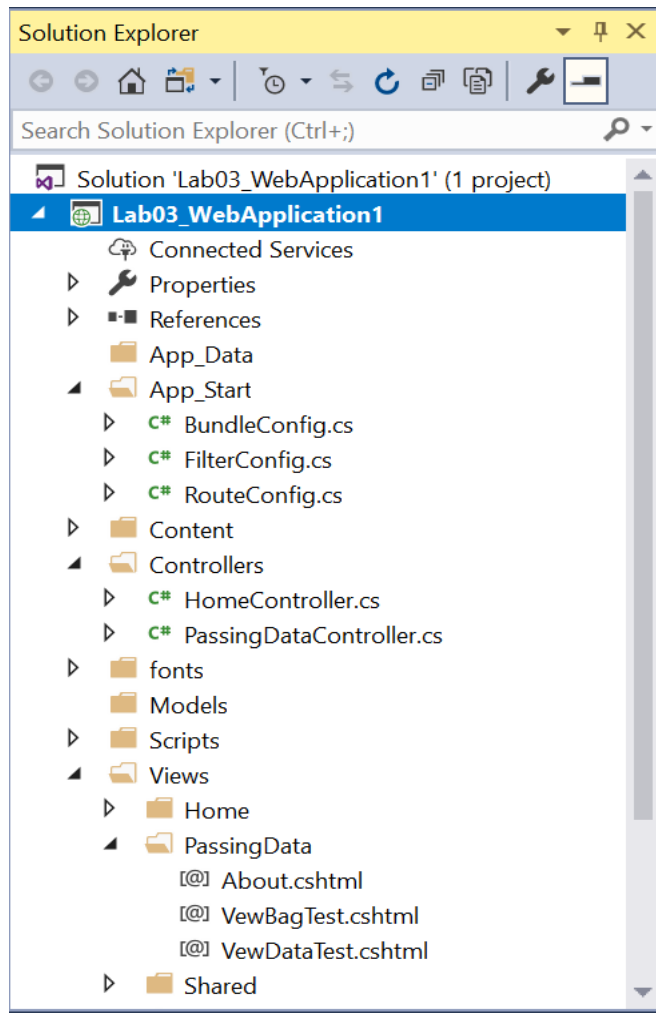 Solution Explorer
Search Solution Explorer (Ctrl+;)
Solution 'Lab03_WebApplication1' (1 project)
Lab03_WebApplication1
Connected Services
Properties
References
App_Data
App_Start
C# BundleConfig.cs
C# FilterConfig.cs
C# RouteConfig.cs
Content
Controllers
C# HomeController.cs
C# PassingDataController.cs
fonts
Models
Scripts
Views
Home
PassingData
[@] About.cshtml
[@] VewBagTest.cshtml
[@] VewDataTest.cshtml
Shared